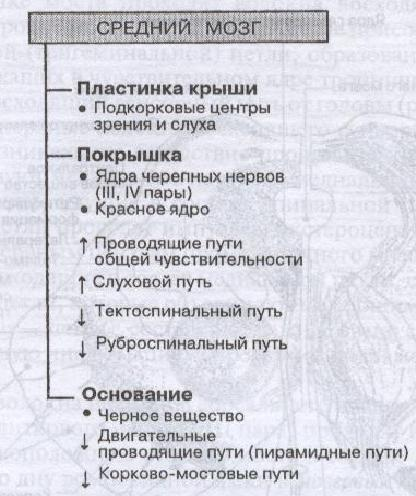 СРЕДНИЙ МОЗГ
Пластинка крыши
• Подкорковые центры
зрения и слуха
Покрышка
• Ядра черепных нервов
(III, IV пары)
• Красное ядро
↑ Проводящие пути
общей чувствительности
↑ Слуховой путь
↓ Тектоспинальный путь
↓ Руброспинальный путь
Основание
• Черное вещество
↓ Двигательные
проводящие пути (пирамидные пути)
↓ Корково-мостовые пути